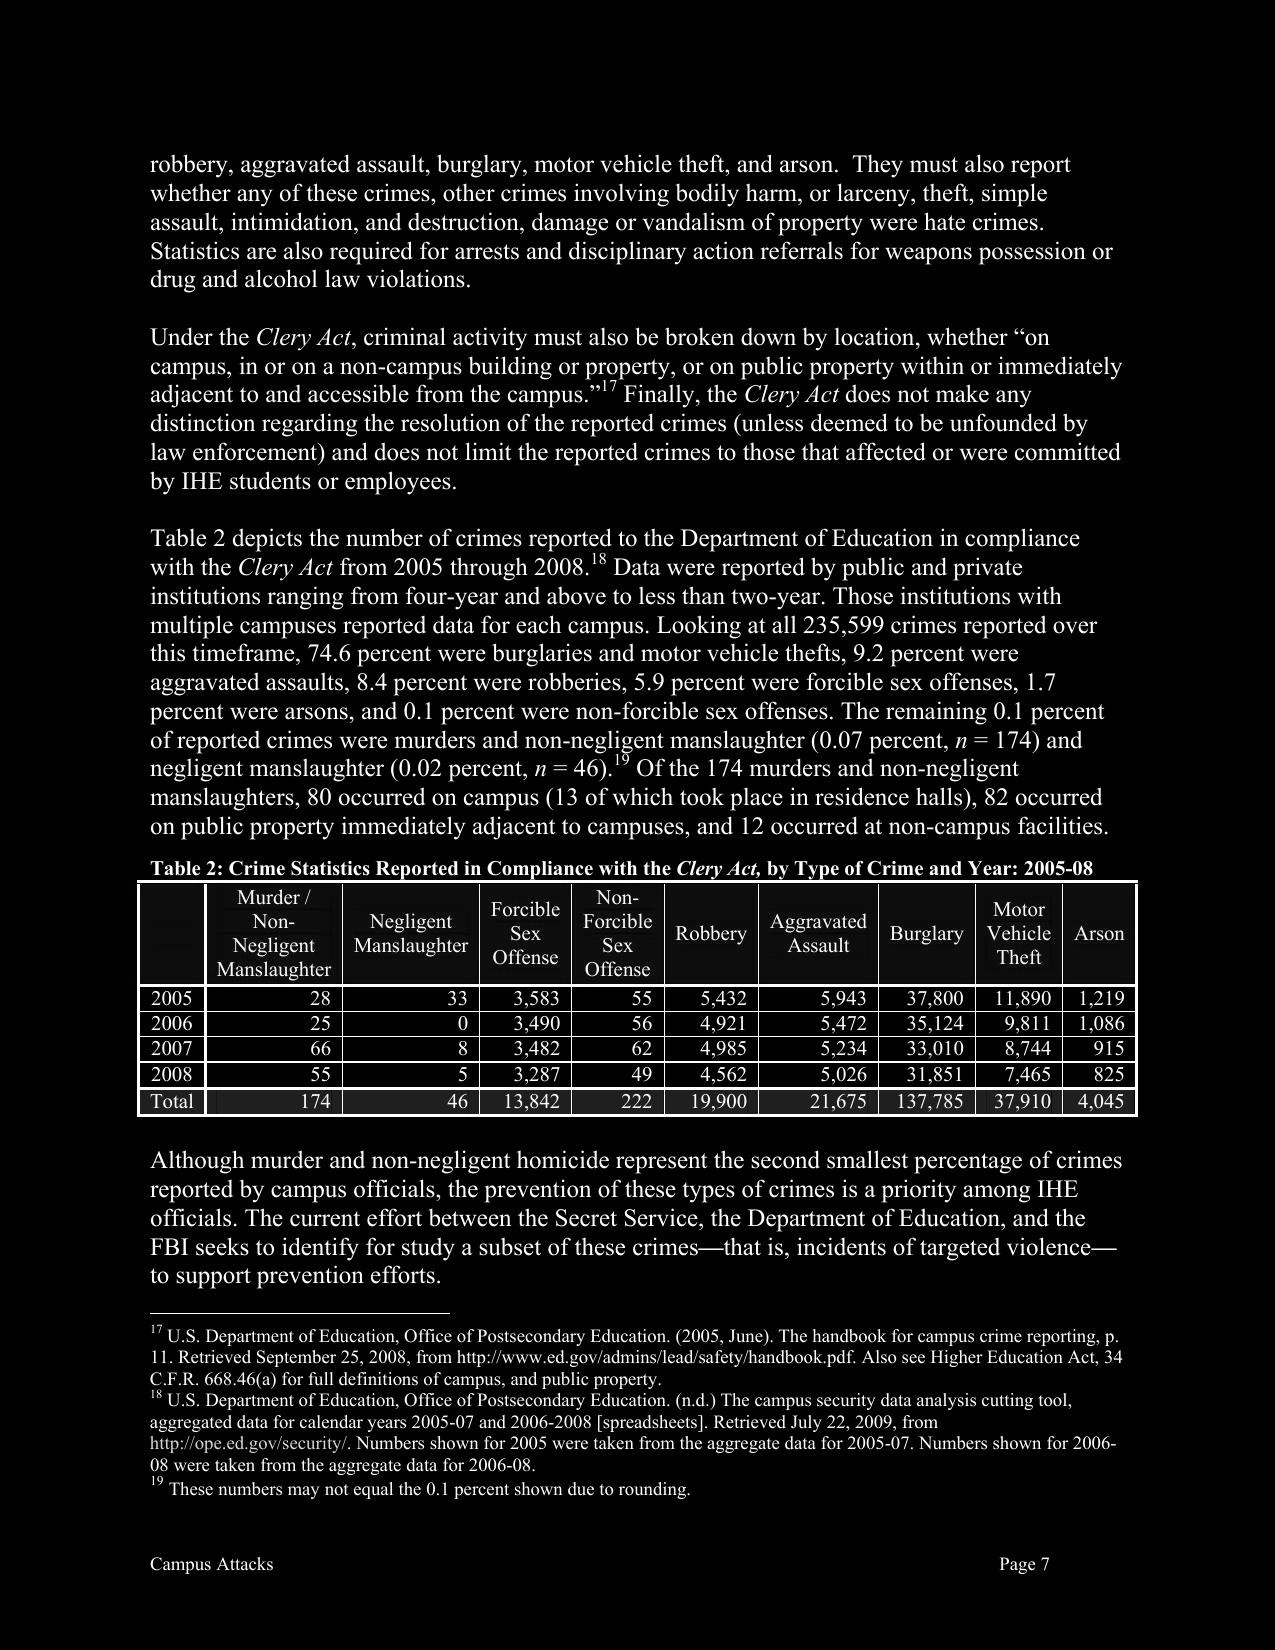 robbery, aggravated assault, burglary, motor vehicle theft, and arson.  They must also report
whether any of these crimes, other crimes involving bodily harm, or larceny, theft, simple
assault, intimidation, and destruction, damage or vandalism of property were hate crimes.
Statistics are also required for arrests and disciplinary action referrals for weapons possession or
drug and alcohol law violations.
Under the Clery Act, criminal activity must also be broken down by location, whether “on
campus, in or on a non-campus building or property, or on public property within or immediately
adjacent to and accessible from the campus.”17 Finally, the Clery Act does not make any
distinction regarding the resolution of the reported crimes (unless deemed to be unfounded by
law enforcement) and does not limit the reported crimes to those that affected or were committed
by IHE students or employees.
Table 2 depicts the number of crimes reported to the Department of Education in compliance
with the Clery Act from 2005 through 2008.18 Data were reported by public and private
institutions ranging from four-year and above to less than two-year. Those institutions with
multiple campuses reported data for each campus. Looking at all 235,599 crimes reported over
this timeframe, 74.6 percent were burglaries and motor vehicle thefts, 9.2 percent were
aggravated assaults, 8.4 percent were robberies, 5.9 percent were forcible sex offenses, 1.7
percent were arsons, and 0.1 percent were non-forcible sex offenses. The remaining 0.1 percent
of reported crimes were murders and non-negligent manslaughter (0.07 percent, n = 174) and
negligent manslaughter (0.02 percent, n = 46).19 Of the 174 murders and non-negligent
manslaughters, 80 occurred on campus (13 of which took place in residence halls), 82 occurred
on public property immediately adjacent to campuses, and 12 occurred at non-campus facilities.
Table 2: Crime Statistics Reported in Compliance with the Clery Act, by Type of Crime and Year: 2005-08
Murder / Non-Negligent Manslaughter Negligent Manslaughter Forcible Sex Offense Non-Forcible Sex Offense Robbery Aggravated Assault Burglary Motor Vehicle Theft Arson
2005 28 33 3,583 55 5,432 5,943 37,800 11,890 1,219
2006 25 0 3,490 56 4,921 5,472 35,124 9,811 1,086
2007 66 8 3,482 62 4,985 5,234 33,010 8,744 915
2008 55 5 3,287 49 4,562 5,026 31,851 7,465 825
Total 174 46 13,842 222 19,900 21,675 137,785 37,910 4,045
Although murder and non-negligent homicide represent the second smallest percentage of crimes
reported by campus officials, the prevention of these types of crimes is a priority among IHE
officials. The current effort between the Secret Service, the Department of Education, and the
FBI seeks to identify for study a subset of these crimes—that is, incidents of targeted violence—
to support prevention efforts.
17 U.S. Department of Education, Office of Postsecondary Education. (2005, June). The handbook for campus crime reporting, p.
11. Retrieved September 25, 2008, from http://www.ed.gov/admins/lead/safety/handbook.pdf. Also see Higher Education Act, 34
C.F.R. 668.46(a) for full definitions of campus, and public property.
18 U.S. Department of Education, Office of Postsecondary Education. (n.d.) The campus security data analysis cutting tool,
aggregated data for calendar years 2005-07 and 2006-2008 [spreadsheets]. Retrieved July 22, 2009, from
http://ope.ed.gov/security/. Numbers shown for 2005 were taken from the aggregate data for 2005-07. Numbers shown for 2006-
08 were taken from the aggregate data for 2006-08.
19 These numbers may not equal the 0.1 percent shown due to rounding.
Campus Attacks Page 7